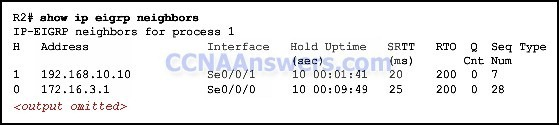 R2# show ip eigrp neighbors
IP-EIGRP neighbors for process 1
H Address Interface Hold Uptime SRTT RTO Q Seq Type
(sec) (ms) Cnt Num
1 192.168.10.10 Se0/0/1 10 00:01:41 20 200 0 7
0 172.16.3.1 Se0/0/0 10 00:09:49 25 200 0 28
<output omitted>
CCNAAnswers.com